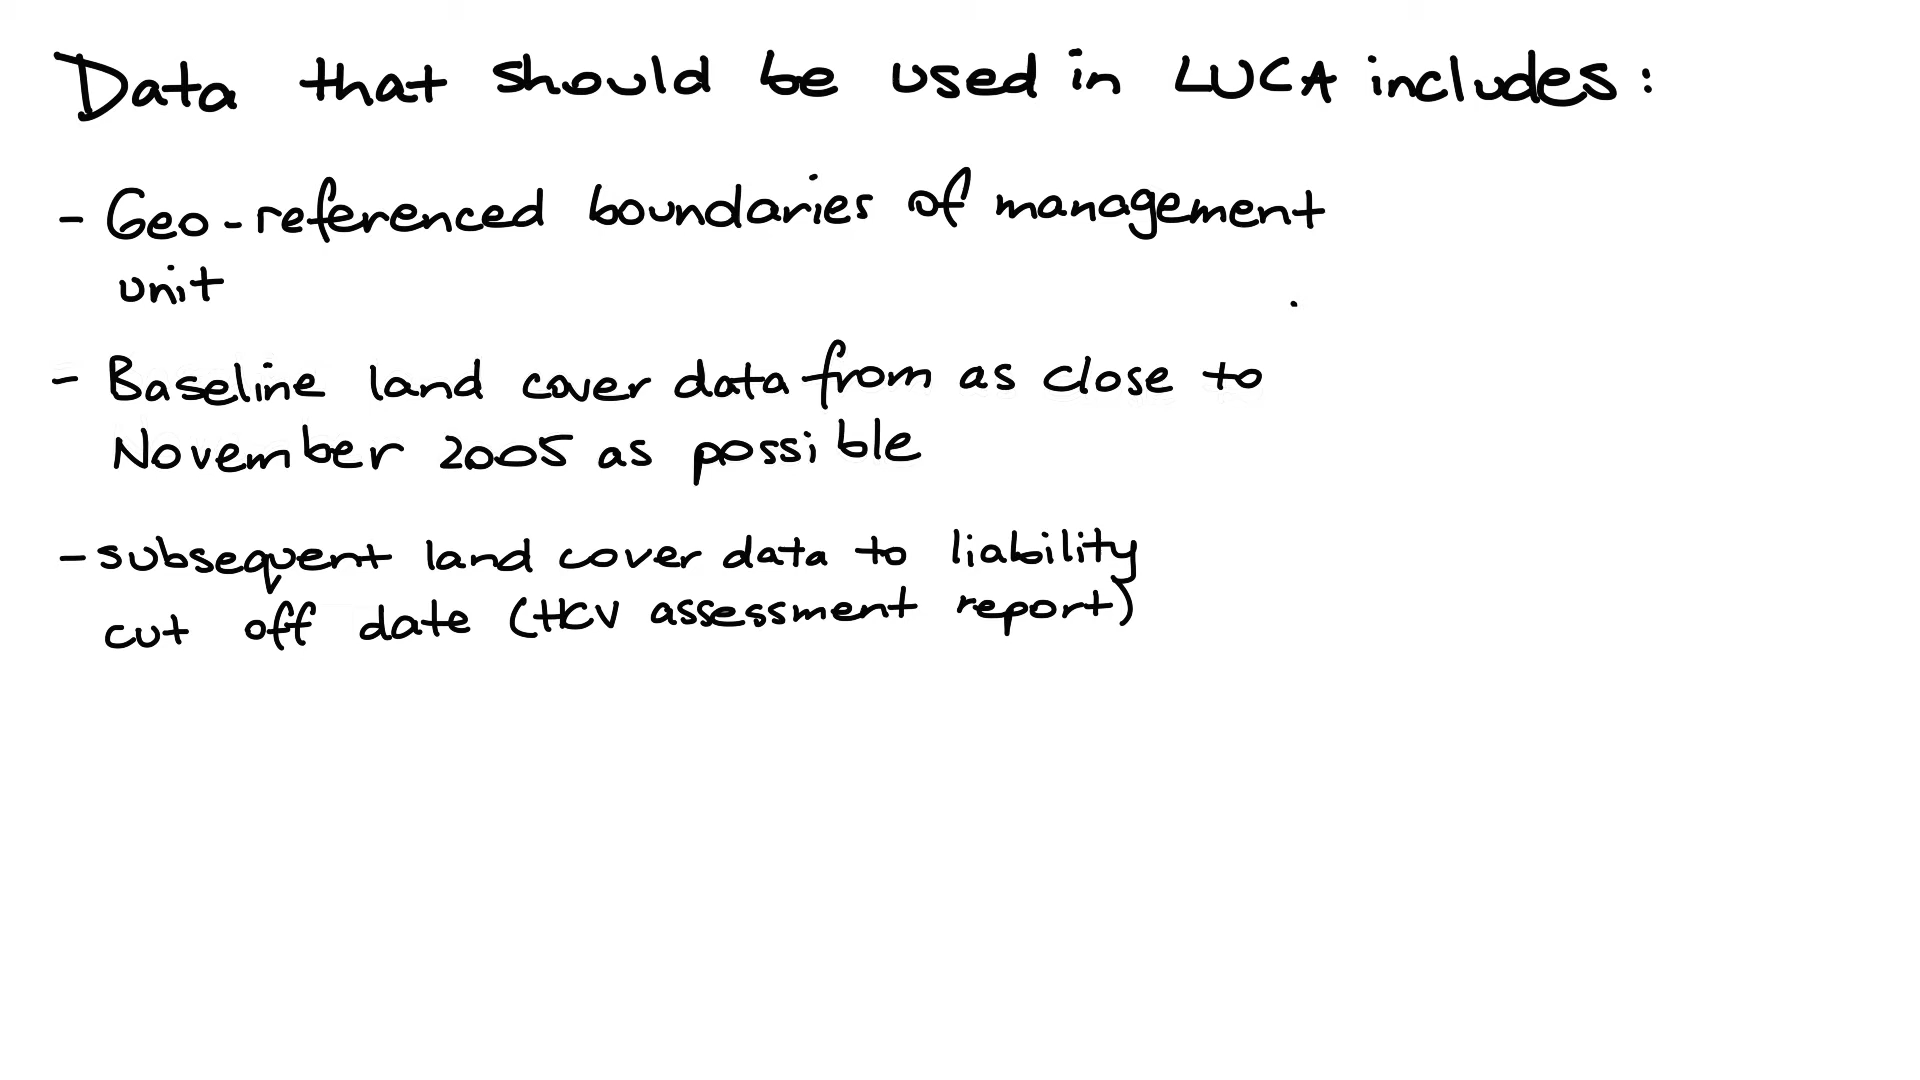 Data that should be used in LUCA includes:
- Geo-referenced boundaries of management
unit
- Baseline land cover data from as close to
November 2005 as possible
- subsequent land cover data to liability
cut off date (HCV assessment report)